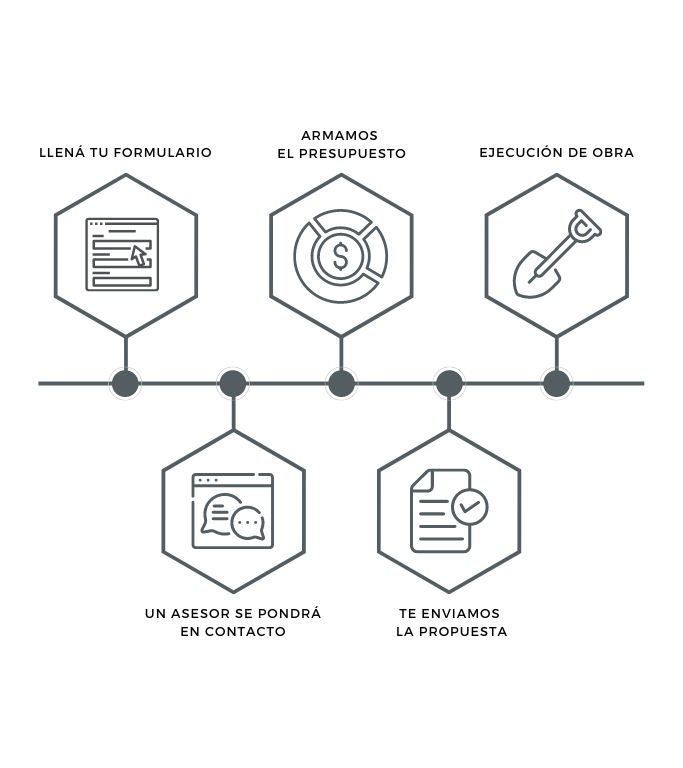 LLENÁ TU FORMULARIO
ARMAMOS
EL PRESUPUESTO
EJECUCIÓN DE OBRA
$
UN ASESOR SE PONDRÁ
EN CONTACTO
TE ENVIAMOS
LA PROPUESTA